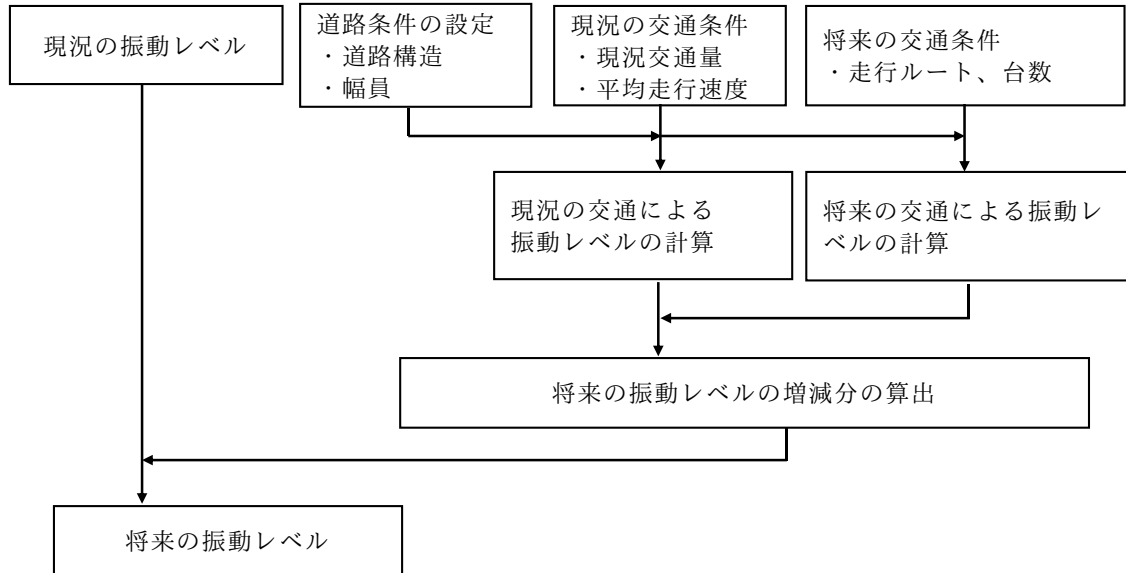 現況の振動レベル
道路条件の設定
・道路構造
・幅員
現況の交通条件
・現況交通量
・平均走行速度
将来の交通条件
・走行ルート、台数
現況の交通による
振動レベルの計算
将来の交通による振動レ
ベルの計算
将来の振動レベルの増減分の算出
将来の振動レベル